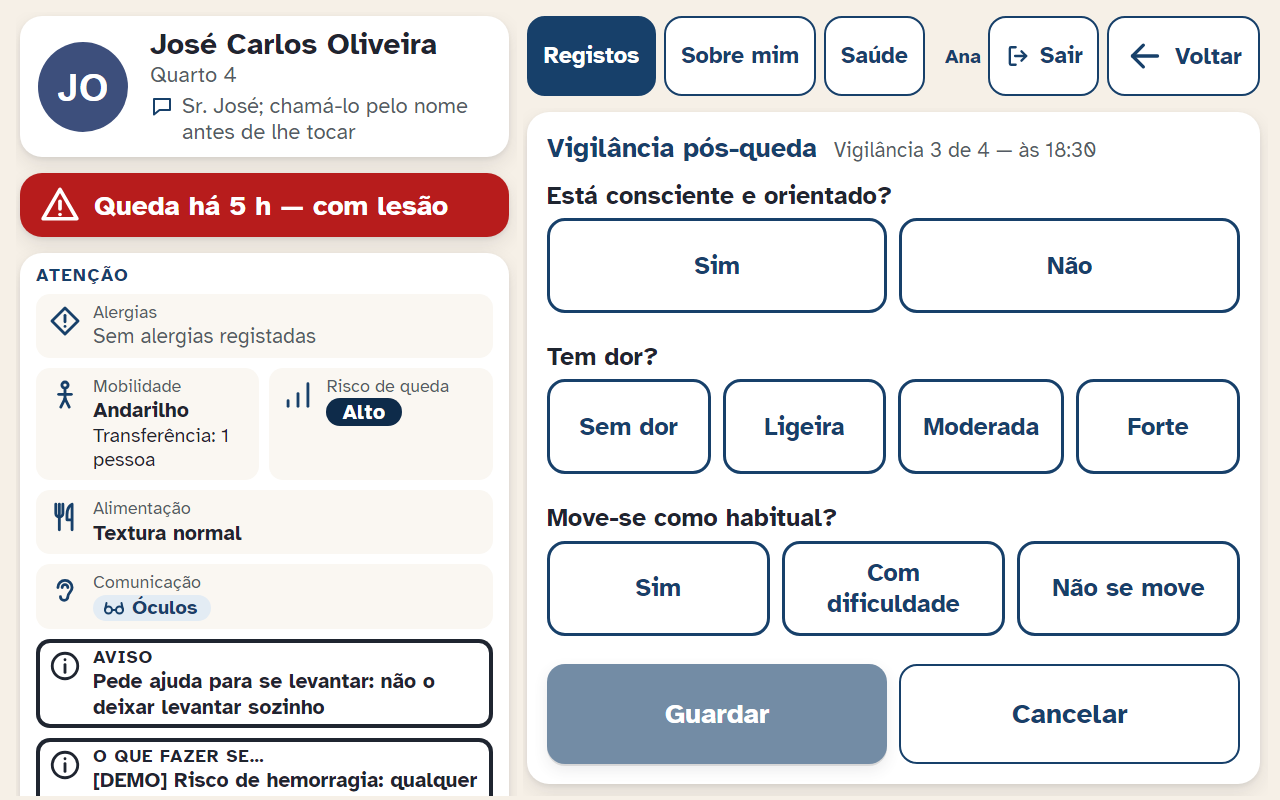 JO
José Carlos Oliveira
Quarto 4
Sr. José; chamá-lo pelo nome
antes de lhe tocar
Queda há 5 h — com lesão
ATENÇÃO
Alergias
Sem alergias registadas
Mobilidade
Andarilho
Transferência: 1
pessoa
Risco de queda
Alto
Alimentação
Textura normal
Comunicação
Óculos
AVISO
Pede ajuda para se levantar: não o
deixar levantar sozinho
O QUE FAZER SE...
[DEMO] Risco de hemorragia: qualquer
Registos
Sobre mim
Saúde
Ana
Sair
Voltar
Vigilância pós-queda Vigilância 3 de 4 — às 18:30
Está consciente e orientado?
Sim
Não
Tem dor?
Sem dor
Ligeira
Moderada
Forte
Move-se como habitual?
Sim
Com
dificuldade
Não se move
Guardar
Cancelar